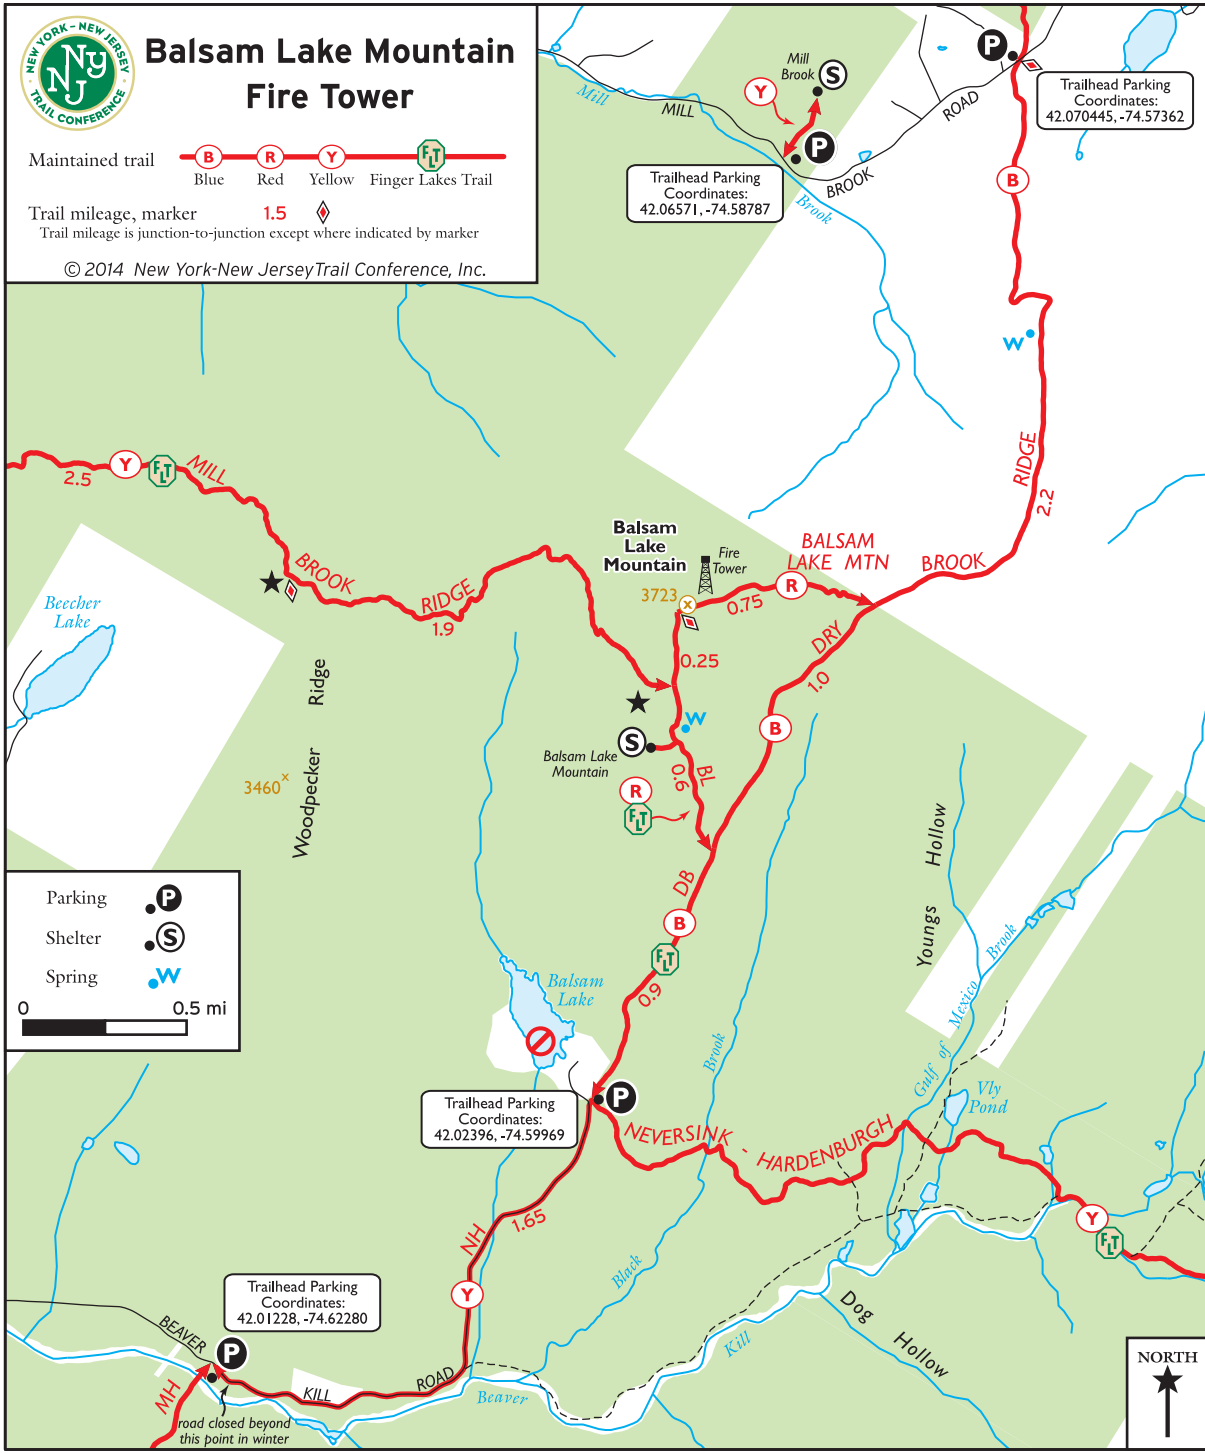 NEW YORK - NEW JERSEY
NY
NJ
TRAIL CONFERENCE
Balsam Lake Mountain
Fire Tower
Maintained trail
B
R
Y
FLT
Blue
Red
Yellow
Finger Lakes Trail
Trail mileage, marker
1.5
Trail mileage is junction-to-junction except where indicated by marker
© 2014 New York-New Jersey Trail Conference, Inc.
Mill
MILL
Mill
Brook
S
Y
P
BROOK
ROAD
Brook
P
Trailhead Parking
Coordinates:
42.070445, -74.57362
Trailhead Parking
Coordinates:
42.06571, -74.58787
B
W
RIDGE
2.2
2.5
Y
FLT
MILL
BROOK
RIDGE
1.9
Balsam
Lake
Mountain
Fire
Tower
3723
x
BALSAM
LAKE MTN
R
0.75
BROOK
DRY
1.0
B
0.25
Beecher
Lake
Woodpecker Ridge
3460 x
W
S
Balsam Lake
Mountain
R
FLT
0.6
BL
DB
B
FLT
0.9
Youngs Hollow
Parking
P
Shelter
S
Spring
W
0
0.5 mi
Balsam
Lake
Gulf of Mexico Brook
Vly
Pond
Black Brook
Trailhead Parking
Coordinates:
42.02396, -74.59969
P
NEVERSINK - HARDENBURGH
Y
FLT
NH
1.65
Y
Trailhead Parking
Coordinates:
42.01228, -74.62280
P
BEAVER
KILL
ROAD
MH
road closed beyond
this point in winter
Beaver
Kill
Dog Hollow
NORTH